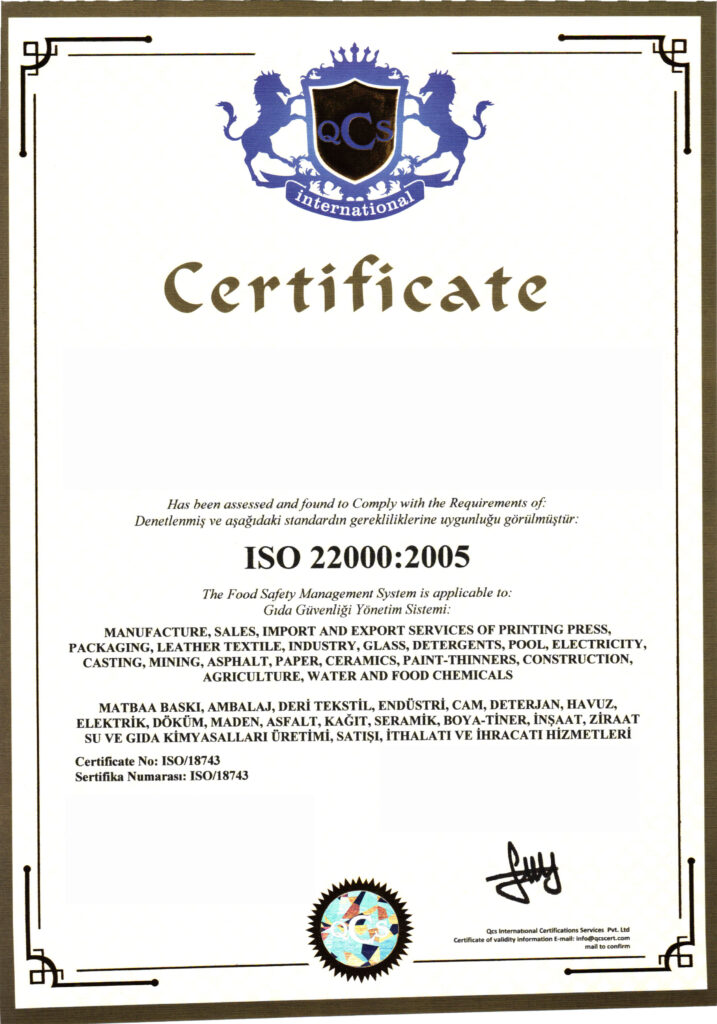 QCS
international
Certificate
Has been assessed and found to Comply with the Requirements of:
Denetlenmiş ve aşağıdaki standardın gerekliliklerine uygunluğu görülmüştür:
ISO 22000:2005
The Food Safety Management System is applicable to:
Gıda Güvenliği Yönetim Sistemi:
MANUFACTURE, SALES, IMPORT AND EXPORT SERVICES OF PRINTING PRESS,
PACKAGING, LEATHER TEXTILE, INDUSTRY, GLASS, DETERGENTS, POOL, ELECTRICITY,
CASTING, MINING, ASPHALT, PAPER, CERAMICS, PAINT-THINNERS, CONSTRUCTION,
AGRICULTURE, WATER AND FOOD CHEMICALS
MATBAA BASKI, AMBALAJ, DERİ TEKSTİL, ENDÜSTRİ, CAM, DETERJAN, HAVUZ,
ELEKTRİK, DÖKÜM, MADEN, ASFALT, KAĞIT, SERAMİK, BOYA-TİNER, İNŞAAT, ZİRAAT
SU VE GIDA KİMYASALLARI ÜRETİMİ, SATIŞI, İTHALATI VE İHRACATI HİZMETLERİ
Certificate No: ISO/18743
Sertifika Numarası: ISO/18743
QCS
Qcs International Certifications Services Pvt. Ltd
Certificate of validity information E-mail: info@qcscert.com
mail to confirm